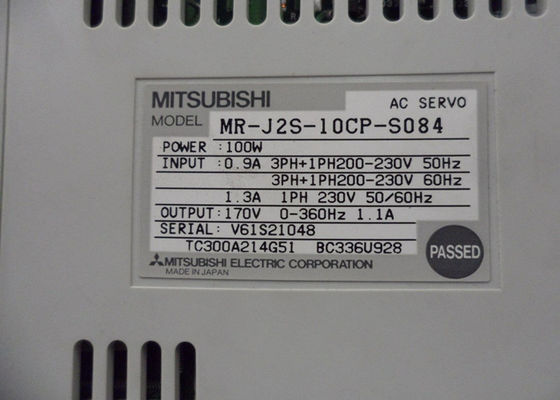 MITSUBISHI AC SERVO
MODEL MR-J2S-10CP-S084
POWER :100W
INPUT :0.9A 3PH+1PH200-230V 50Hz
3PH+1PH200-230V 60Hz
1.3A 1PH 230V 50/60Hz
OUTPUT:170V 0-360Hz 1.1A
SERIAL: V61S21048
TC300A214G51 BC336U928
PASSED
MITSUBISHI ELECTRIC CORPORATION
MADE IN JAPAN